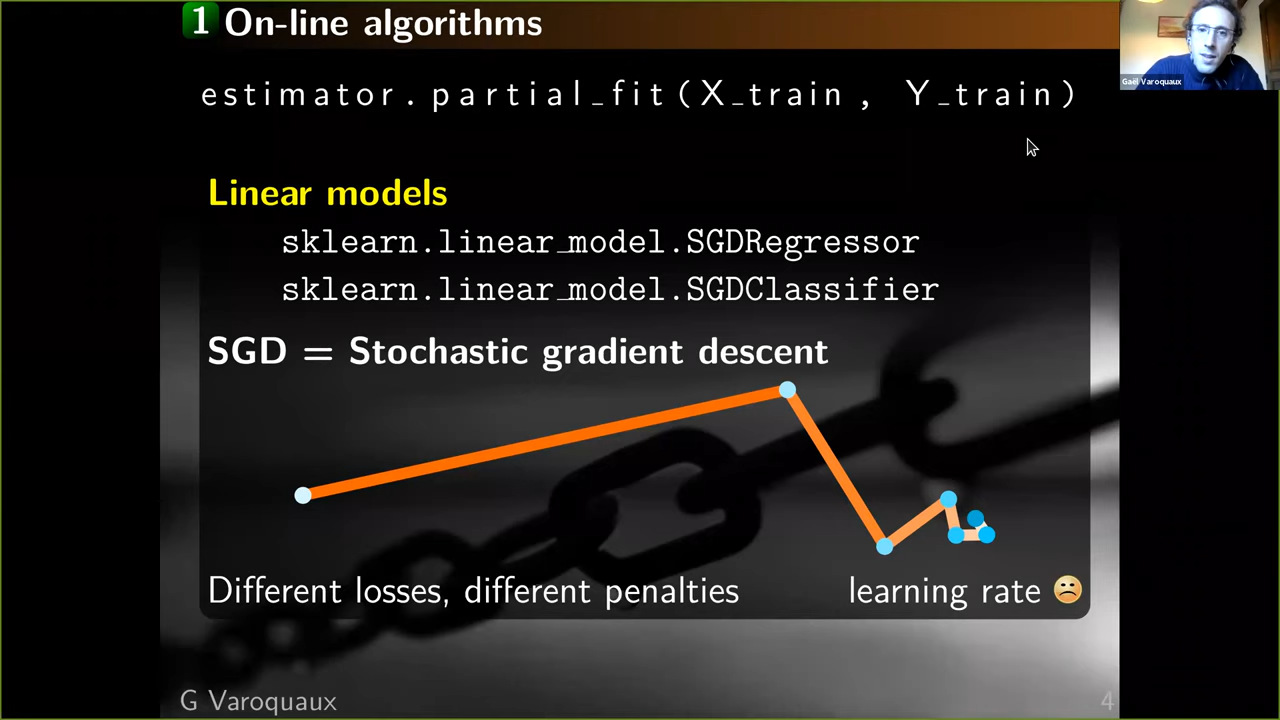 1 On-line algorithms
Gaël Varoquaux
estimator.partial_fit(X_train, Y_train)
Linear models
sklearn.linear_model.SGDRegressor
sklearn.linear_model.SGDClassifier
SGD = Stochastic gradient descent
Different losses, different penalties learning rate
G Varoquaux 4